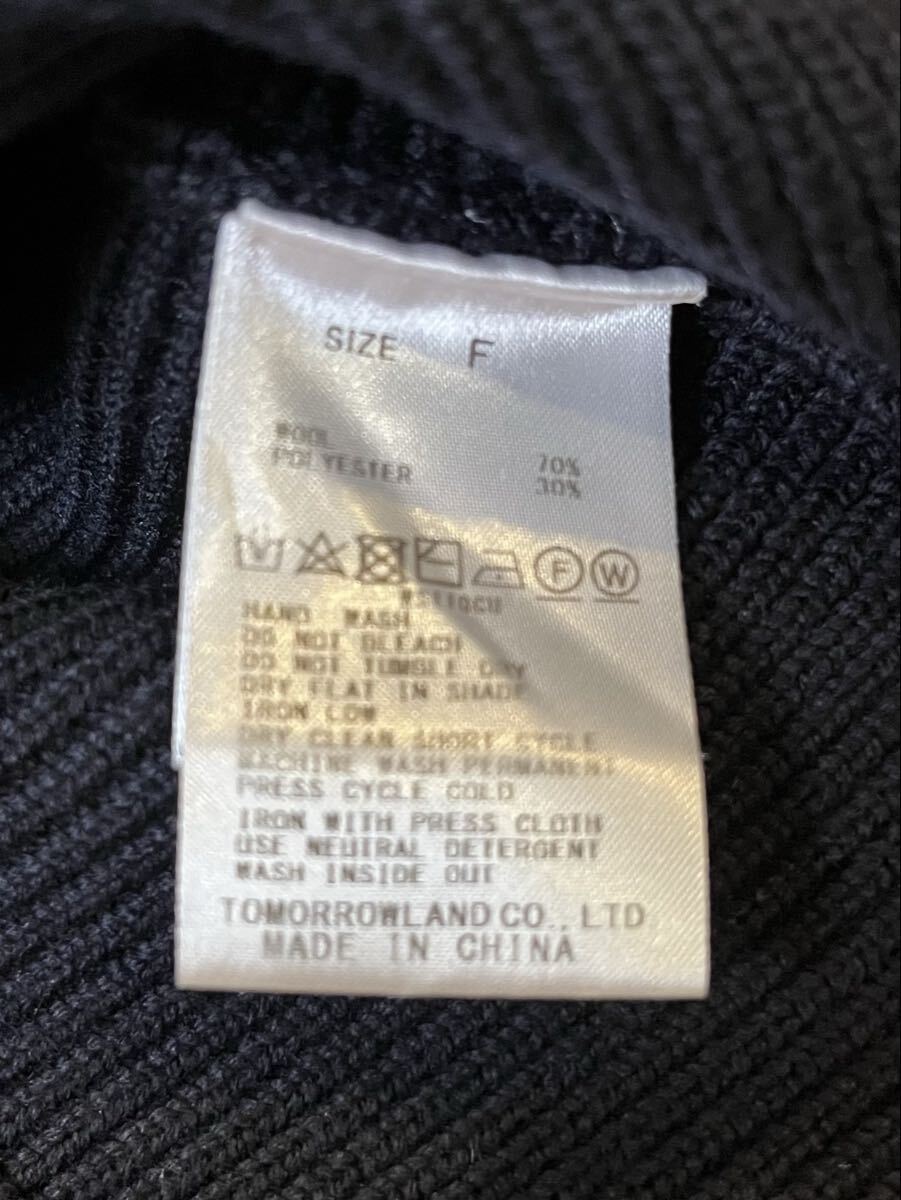 SIZE F
WOOL 70%
POLYESTER 30%
F W
HAND WASH
DO NOT BLEACH
DO NOT TUMBLE DRY
DRY FLAT IN SHADE
IRON LOW
DRY CLEAN SHORT CYCLE
MACHINE WASH PERMANENT
PRESS CYCLE COLD
IRON WITH PRESS CLOTH
USE NEUTRAL DETERGENT
WASH INSIDE OUT
TOMORROWLAND CO., LTD
MADE IN CHINA